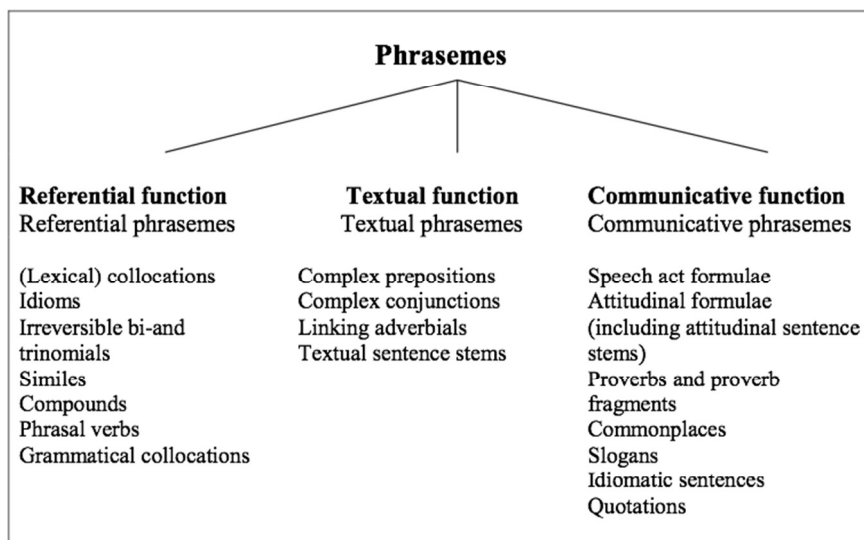 Phrasemes
Referential function
Referential phrasemes
(Lexical) collocations
Idioms
Irreversible bi-and
trinomials
Similes
Compounds
Phrasal verbs
Grammatical collocations
Textual function
Textual phrasemes
Complex prepositions
Complex conjunctions
Linking adverbials
Textual sentence stems
Communicative function
Communicative phrasemes
Speech act formulae
Attitudinal formulae
(including attitudinal sentence
stems)
Proverbs and proverb
fragments
Commonplaces
Slogans
Idiomatic sentences
Quotations